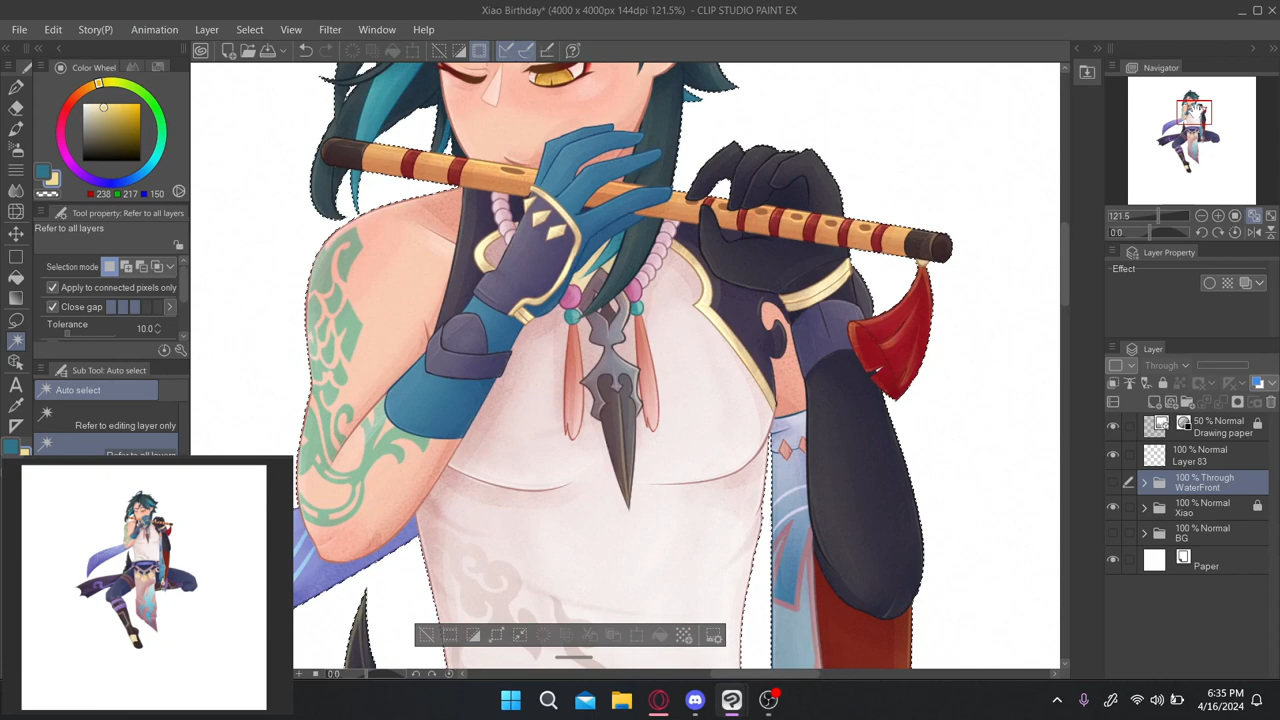 Xiao Birthday* (4000 x 4000px 144dpi 121.5%) - CLIP STUDIO PAINT EX
File Edit Story(P) Animation Layer Select View Filter Window Help
Color Wheel
238 217 150
Tool property: Refer to all layers
Refer to all layers
Selection mode
Apply to connected pixels only
Close gap
Tolerance 10.0
Sub Tool: Auto select
Auto select
Refer to editing layer only
Refer to all layers
0.0
Navigator
121.5
0.0
Layer Property
Effect
Layer
Through 100
50 % Normal
Drawing paper
100 % Normal
Layer 83
100 % Through
WaterFront
100 % Normal
Xiao
100 % Normal
BG
Paper
6:35 PM
4/16/2024